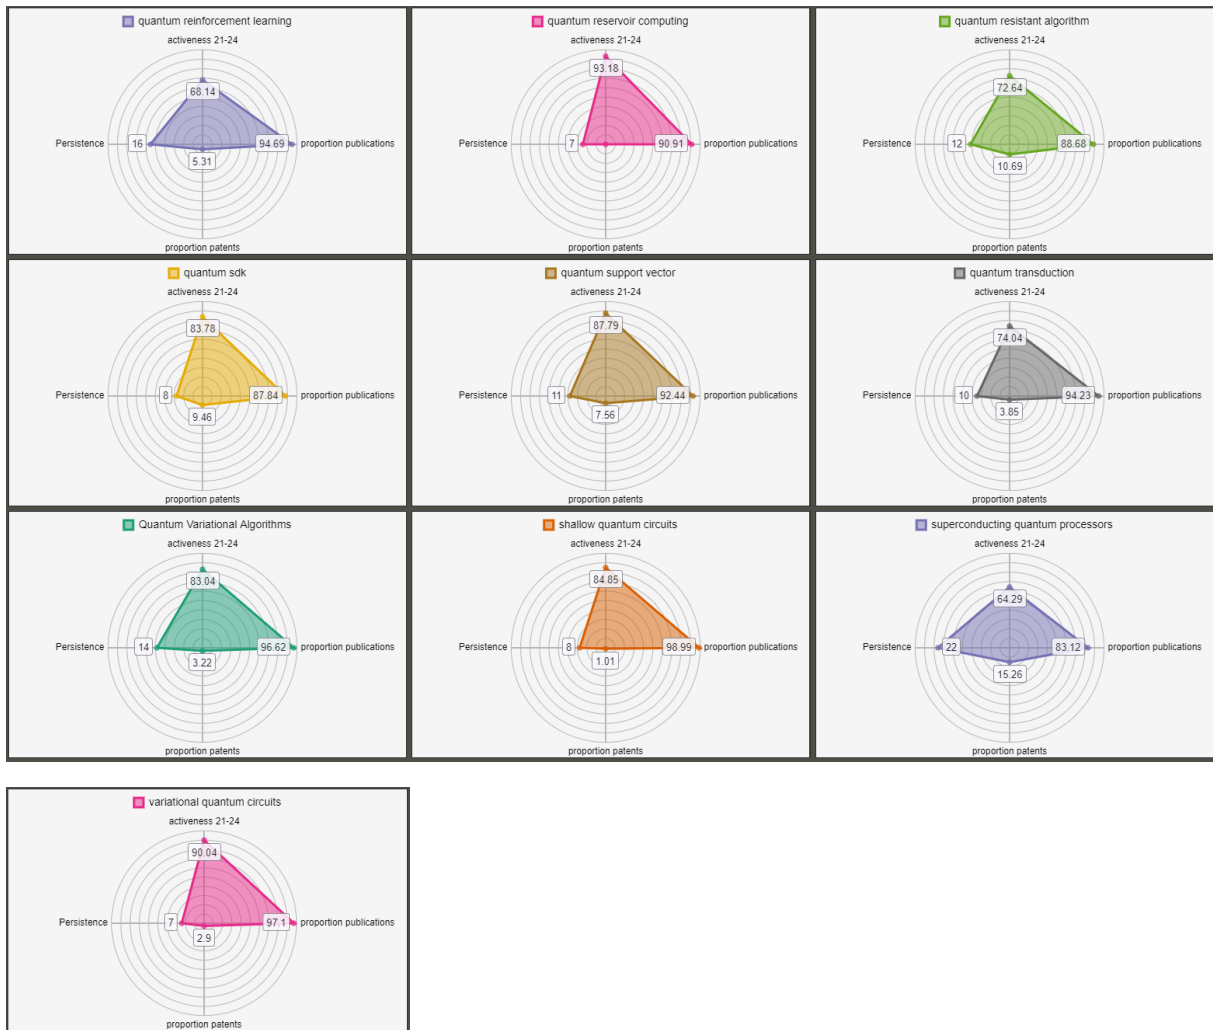 quantum reinforcement learning
activeness 21-24
68.14
Persistence 16 94.69 proportion publications
5.31
proportion patents
quantum reservoir computing
activeness 21-24
93.18
Persistence 7 90.91 proportion publications
proportion patents
quantum resistant algorithm
activeness 21-24
72.64
Persistence 12 88.68 proportion publications
10.69
proportion patents
quantum sdk
activeness 21-24
83.78
Persistence 8 87.84 proportion publications
9.46
proportion patents
quantum support vector
activeness 21-24
87.79
Persistence 11 92.44 proportion publications
7.56
proportion patents
quantum transduction
activeness 21-24
74.04
Persistence 10 94.23 proportion publications
3.85
proportion patents
Quantum Variational Algorithms
activeness 21-24
83.04
Persistence 14 96.62 proportion publications
3.22
proportion patents
shallow quantum circuits
activeness 21-24
84.85
Persistence 8 98.99 proportion publications
1.01
proportion patents
superconducting quantum processors
activeness 21-24
64.29
Persistence 22 83.12 proportion publications
15.26
proportion patents
variational quantum circuits
activeness 21-24
90.04
Persistence 7 97.1 proportion publications
2.9
proportion patents